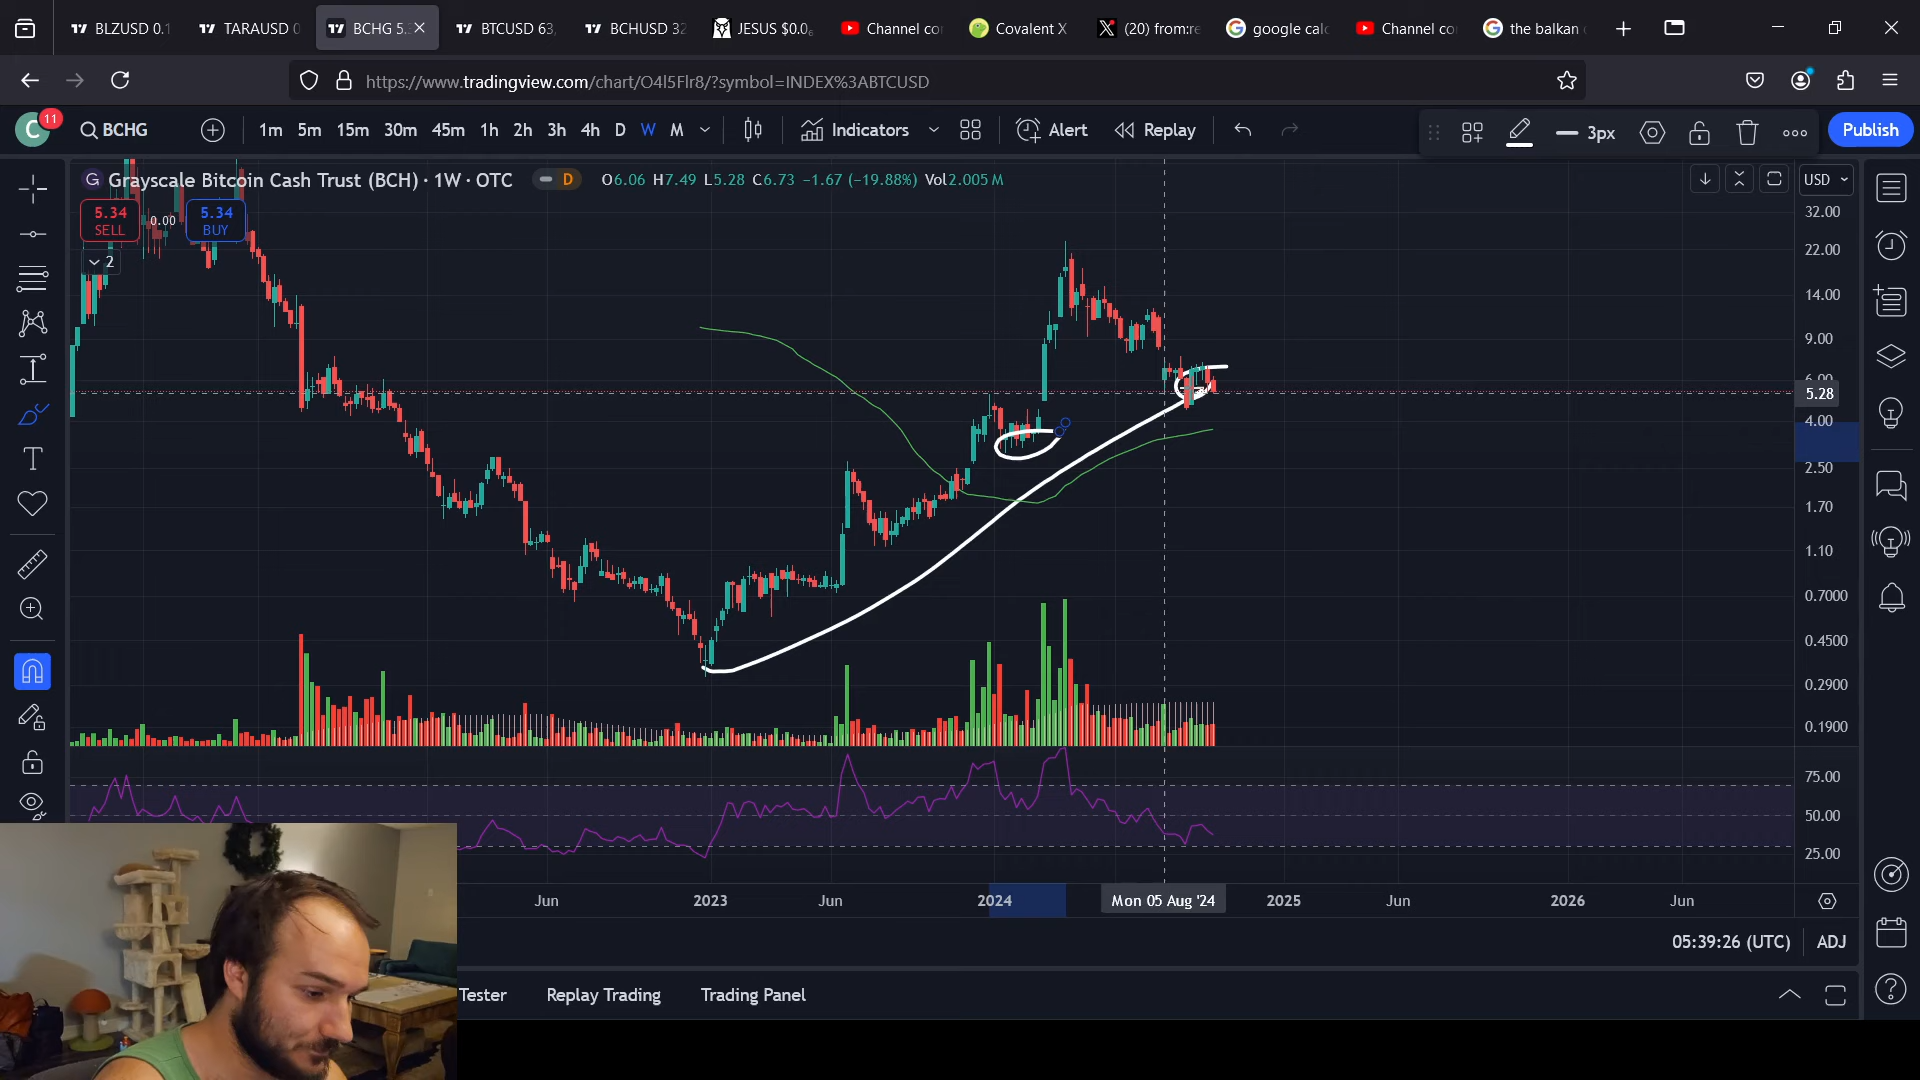 BLZUSD 0.1
TARAUSD 0
BCHG 5.
BTCUSD 63,
BCHUSD 32
JESUS $0.0₆
Channel co
Covalent X
(20) from:re
google calc
Channel co
the balkan
https://www.tradingview.com/chart/O4l5Flr8/?symbol=INDEX%3ABTCUSD
C
11
BCHG
1m 5m 15m 30m 45m 1h 2h 3h 4h D W M
Indicators
Alert
Replay
3px
Publish
G Grayscale Bitcoin Cash Trust (BCH) · 1W · OTC
D
O6.06 H7.49 L5.28 C6.73 −1.67 (−19.88%) Vol2.005 M
USD
5.34
SELL
0.00
5.34
BUY
2
32.00
22.00
14.00
9.00
6.00
5.28
4.00
2.50
1.70
1.10
0.7000
0.4500
0.2900
0.1900
75.00
50.00
25.00
Jun
2023
Jun
2024
Mon 05 Aug '24
2025
Jun
2026
Jun
05:39:26 (UTC)
ADJ
Tester
Replay Trading
Trading Panel